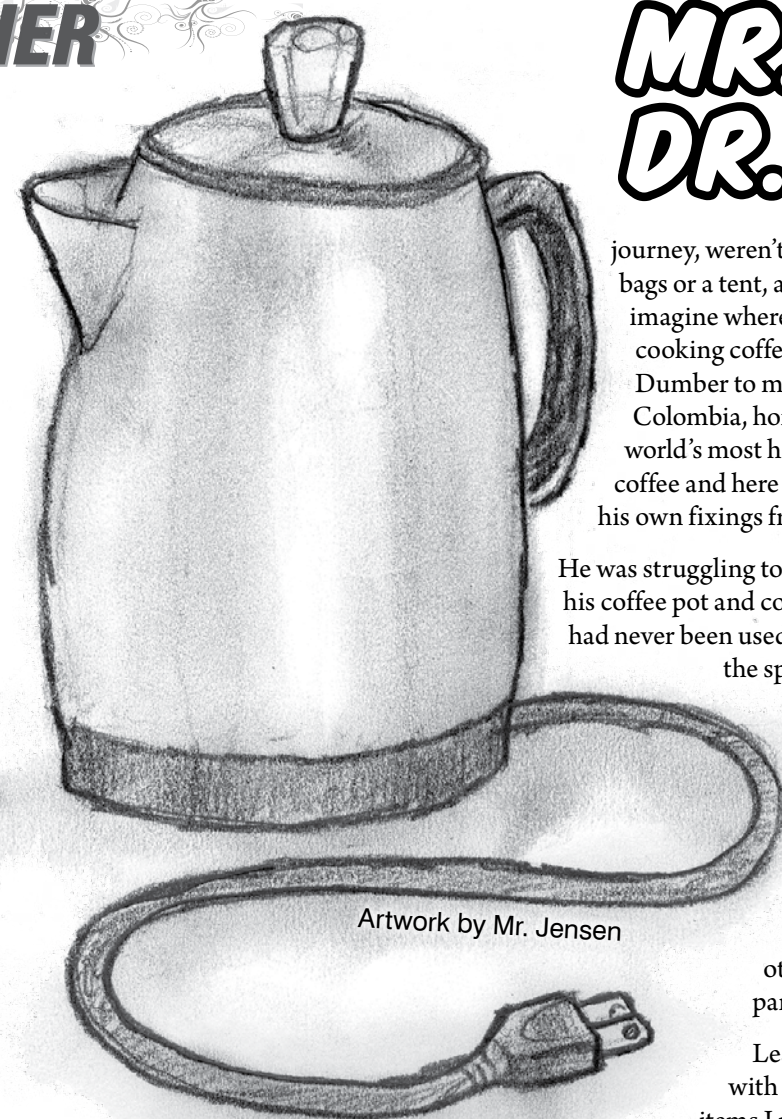 MR.
DR.
journey, weren't
bags or a tent, a
imagine where
cooking coffe
Dumber to m
Colombia, ho
world's most h
coffee and here
his own fixings fr
He was struggling to
his coffee pot and co
had never been used
the sp
Artwork by Mr. Jensen
ot
par
Le
with
items I